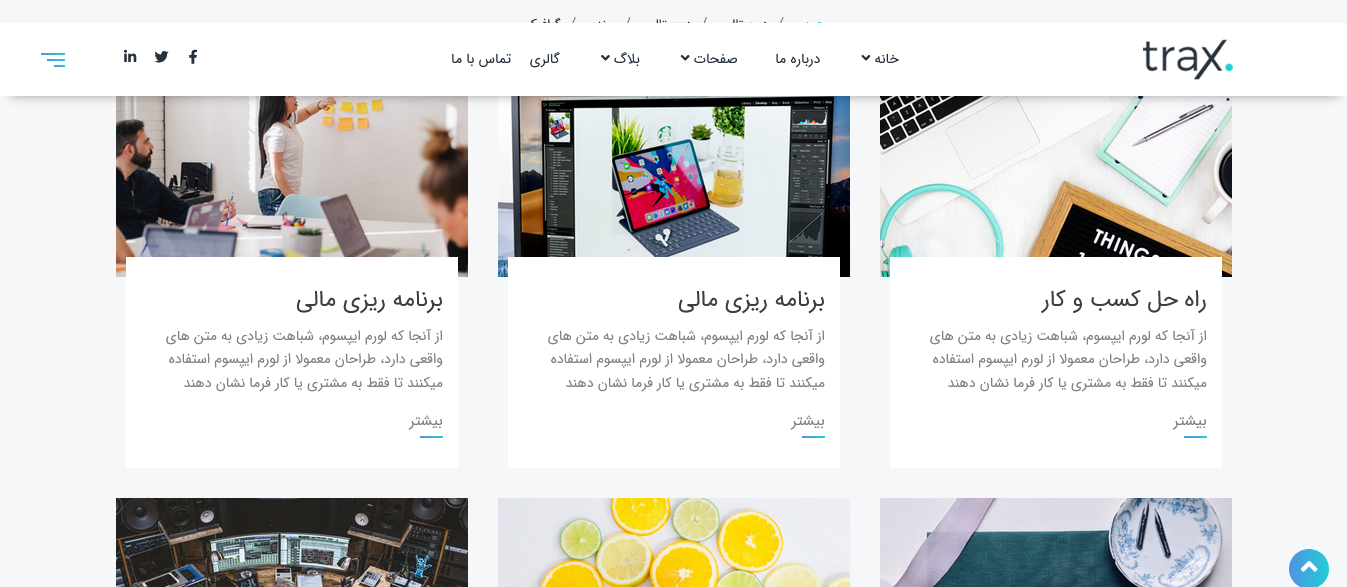 trax.
خانه
درباره ما
صفحات
بلاگ
گالری
تماس با ما
THINGS
راه حل کسب و کار
از آنجا که لورم ایپسوم، شباهت زیادی به متن های
واقعی دارد، طراحان معمولا از لورم ایپسوم استفاده
میکنند تا فقط به مشتری یا کار فرما نشان دهند
بیشتر
برنامه ریزی مالی
از آنجا که لورم ایپسوم، شباهت زیادی به متن های
واقعی دارد، طراحان معمولا از لورم ایپسوم استفاده
میکنند تا فقط به مشتری یا کار فرما نشان دهند
بیشتر
برنامه ریزی مالی
از آنجا که لورم ایپسوم، شباهت زیادی به متن های
واقعی دارد، طراحان معمولا از لورم ایپسوم استفاده
میکنند تا فقط به مشتری یا کار فرما نشان دهند
بیشتر